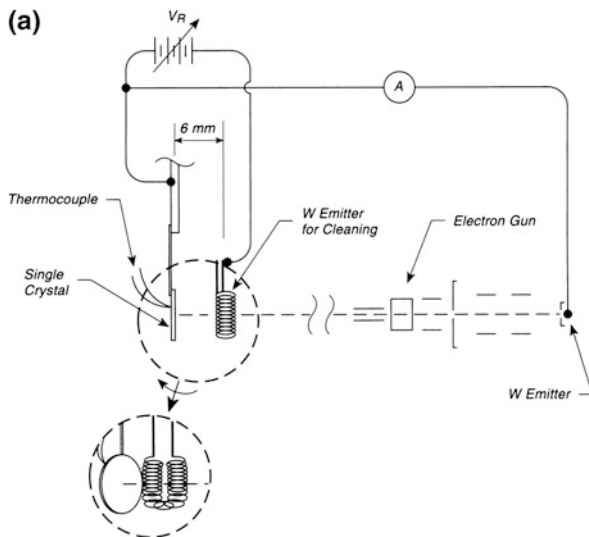 (a)
V_R
A
6 mm
Thermocouple
W Emitter
for Cleaning
Electron Gun
Single
Crystal
W Emitter